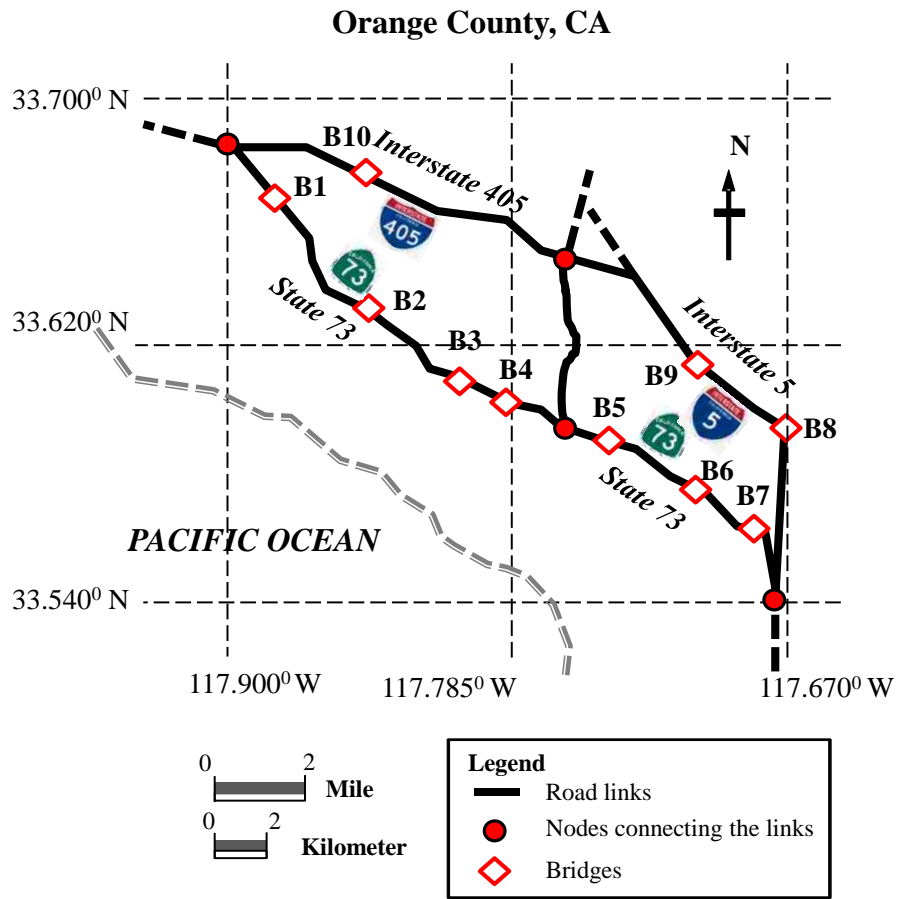 Orange County, CA
33.700⁰ N
B10
Interstate 405
N
B1
INTERSTATE
405
73
B2
State 73
33.620⁰ N
B3
B4
Interstate 5
B9
INTERSTATE
5
B8
B5
73
B6
State 73
B7
PACIFIC OCEAN
33.540⁰ N
117.900⁰ W
117.785⁰ W
117.670⁰ W
0 2
Mile
0 2
Kilometer
Legend
Road links
Nodes connecting the links
Bridges